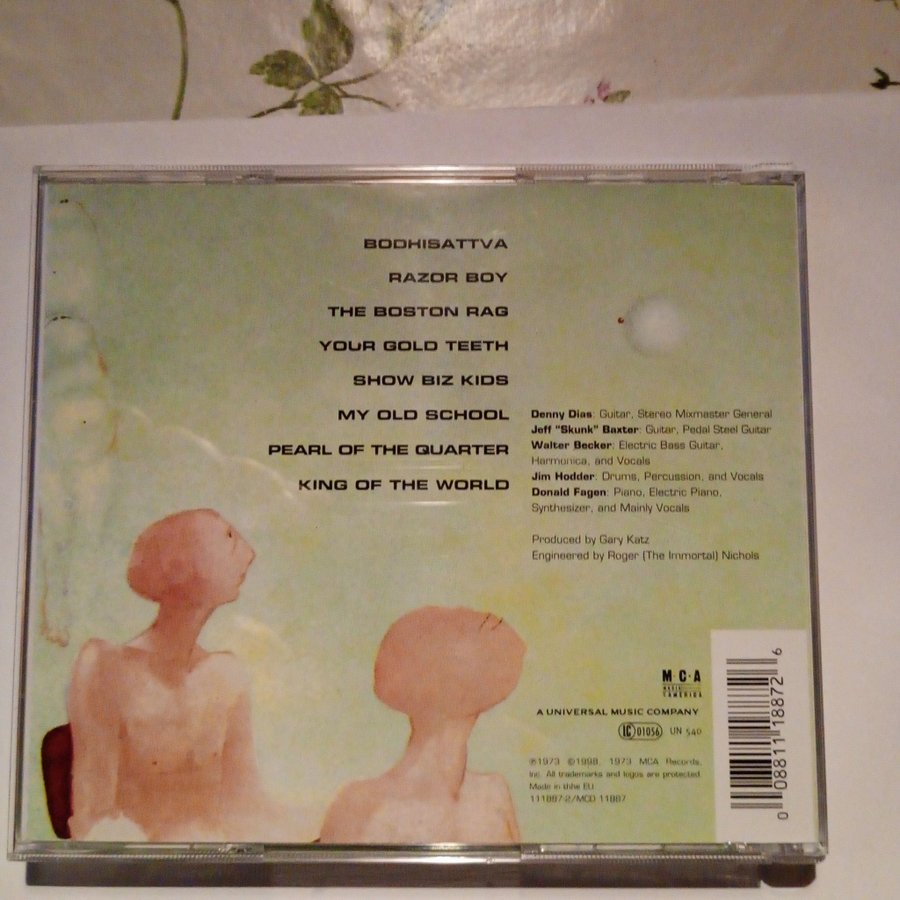 BODHISATTVA
RAZOR BOY
THE BOSTON RAG
YOUR GOLD TEETH
SHOW BIZ KIDS
MY OLD SCHOOL
PEARL OF THE QUARTER
KING OF THE WORLD
Denny Dias: Guitar, Stereo Mixmaster General
Jeff "Skunk" Baxter: Guitar, Pedal Steel Guitar
Walter Becker: Electric Bass Guitar,
Harmonica, and Vocals
Jim Hodder: Drums, Percussion, and Vocals
Donald Fagen: Piano, Electric Piano,
Synthesizer, and Mainly Vocals
Produced by Gary Katz
Engineered by Roger (The Immortal) Nichols
M·C·A
A UNIVERSAL MUSIC COMPANY
LC 01056 UN 540
℗1973 ©1998, 1973 MCA Records,
Inc. All trademarks and logos are protected.
Made in thhe EU
111887-2/MCD 11887
0 08811 18872 6